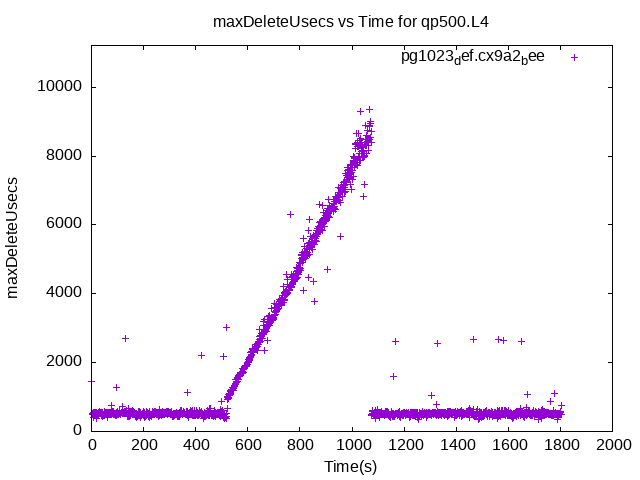 maxDeleteUsecs vs Time for qp500.L4
pg1023def.cx9a2bee
10000
8000
6000
4000
2000
0
maxDeleteUsecs
0 200 400 600 800 1000 1200 1400 1600 1800 2000
Time(s)